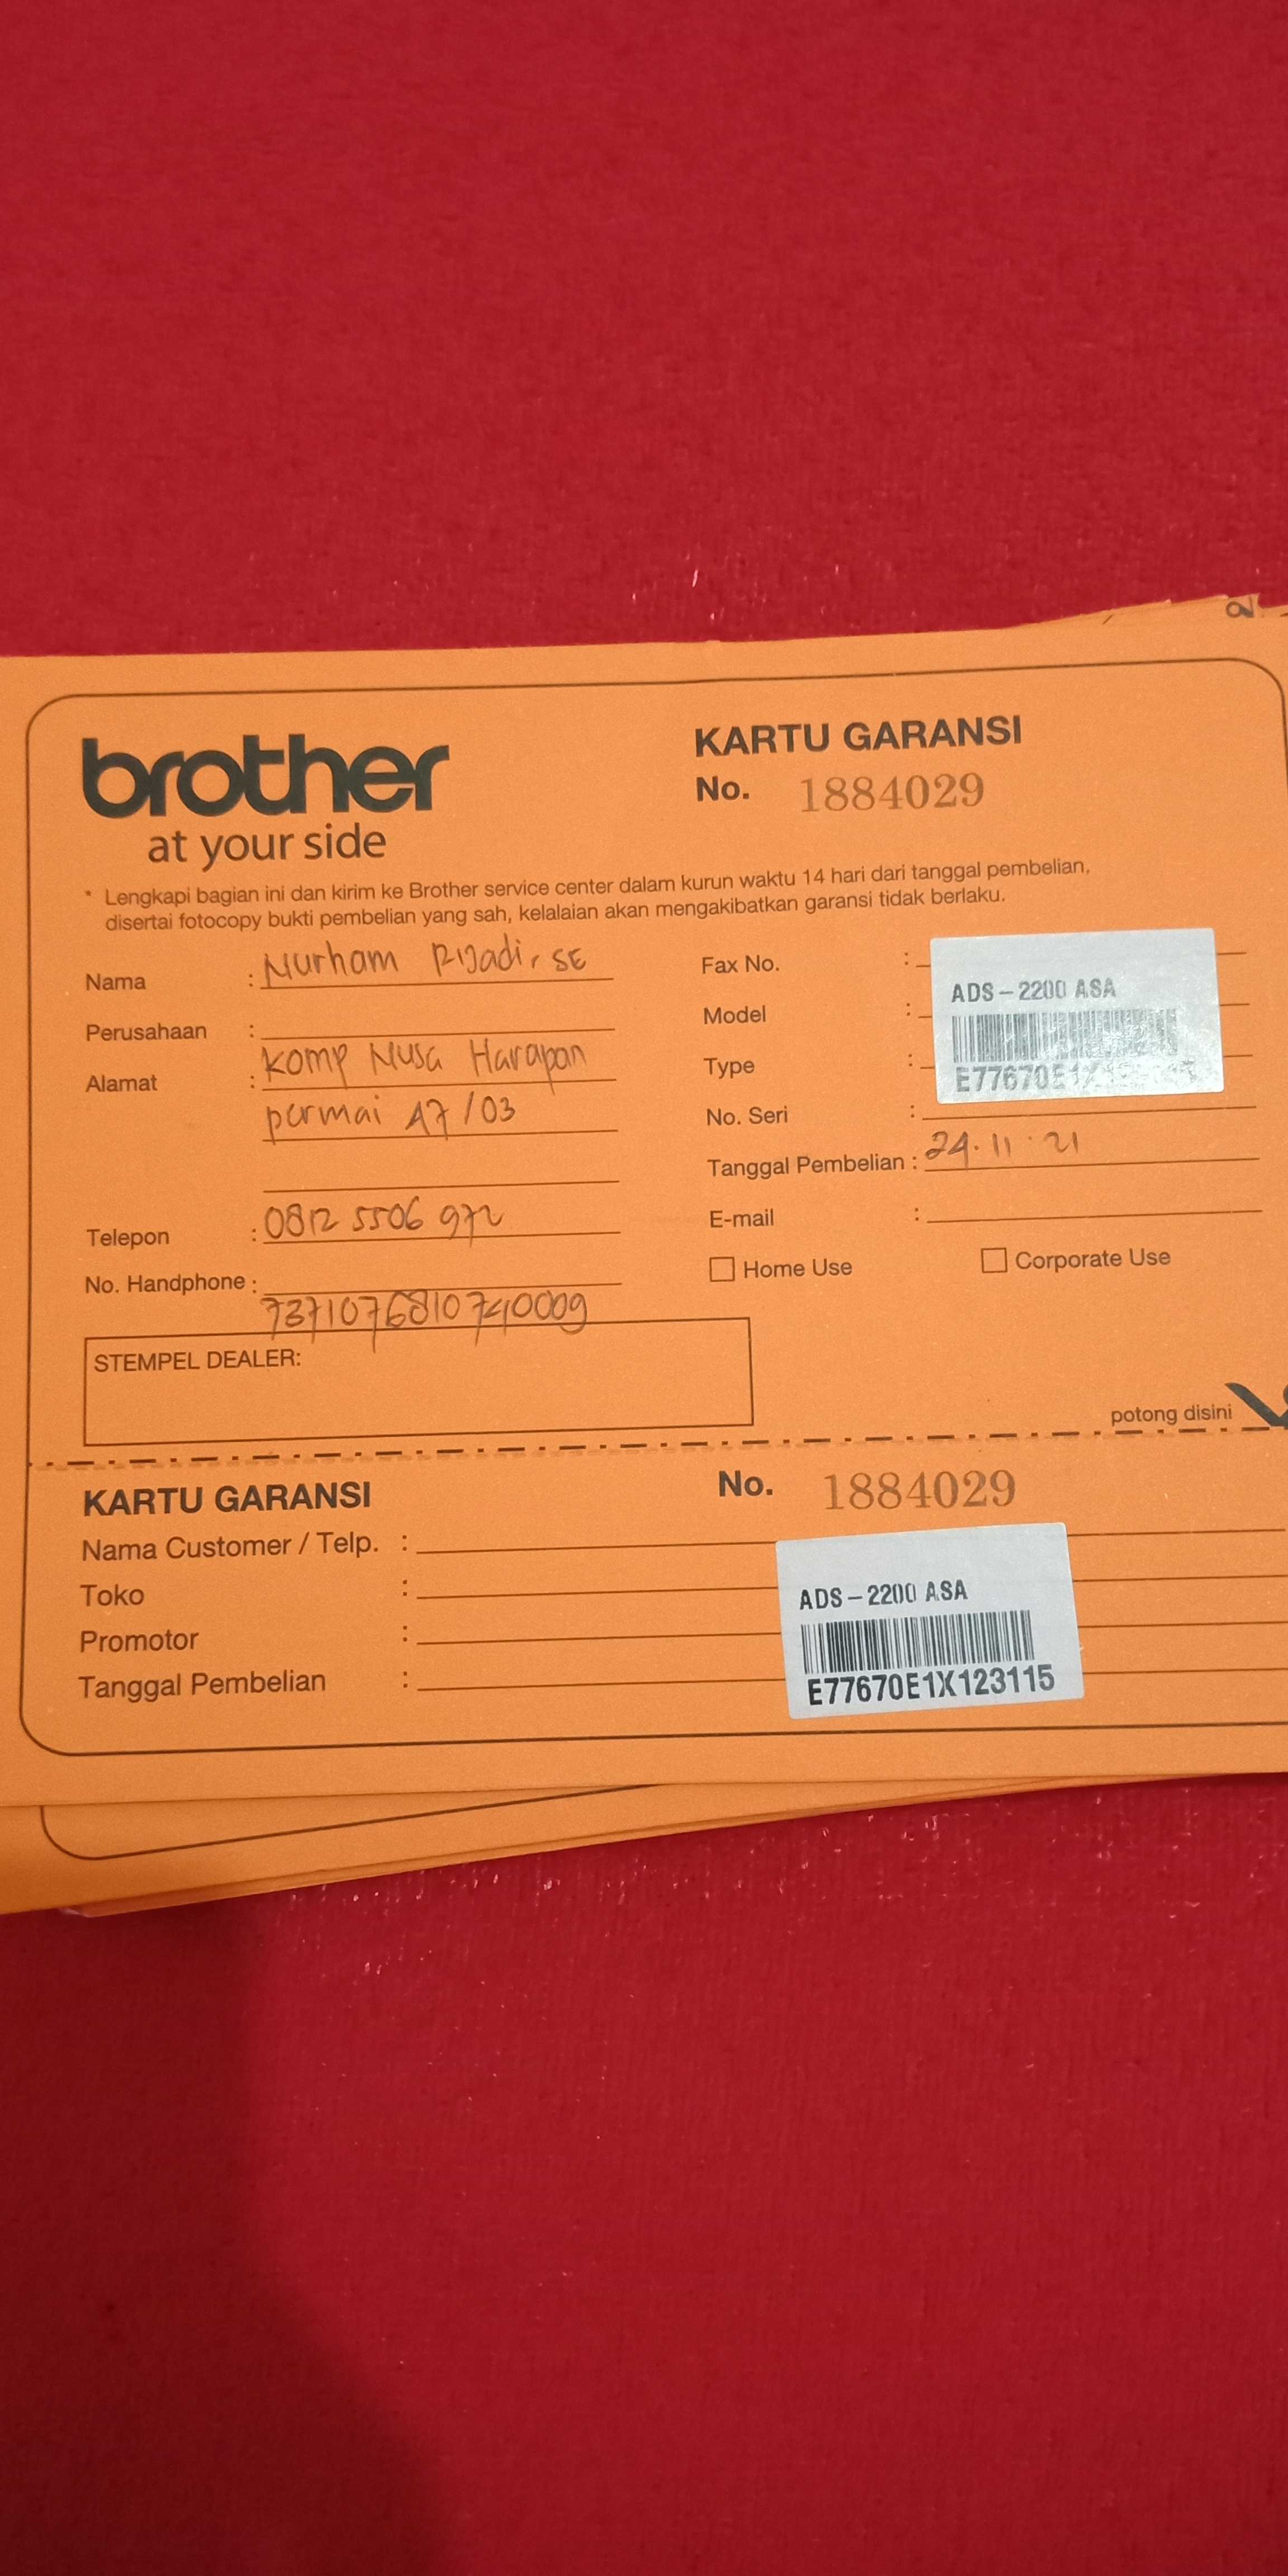 brother
at your side
KARTU GARANSI
No. 1884029
* Lengkapi bagian ini dan kirim ke Brother service center dalam kurun waktu 14 hari dari tanggal pembelian,
disertai fotocopy bukti pembelian yang sah, kelalaian akan mengakibatkan garansi tidak berlaku.
Nama : Nurham Rijadi, SE
Perusahaan :
Alamat : Komp Nusa Harapan
permai A7/03
Telepon : 0812 5506 972
No. Handphone :
7371076810740009
STEMPEL DEALER:
Fax No. :
Model :
Type :
No. Seri :
ADS-2200 ASA
Tanggal Pembelian : 24.11.21
E-mail :
Home Use
Corporate Use
potong disini
KARTU GARANSI
No. 1884029
Nama Customer / Telp. :
Toko :
Promotor :
Tanggal Pembelian :
ADS-2200 ASA
E77670E1X123115